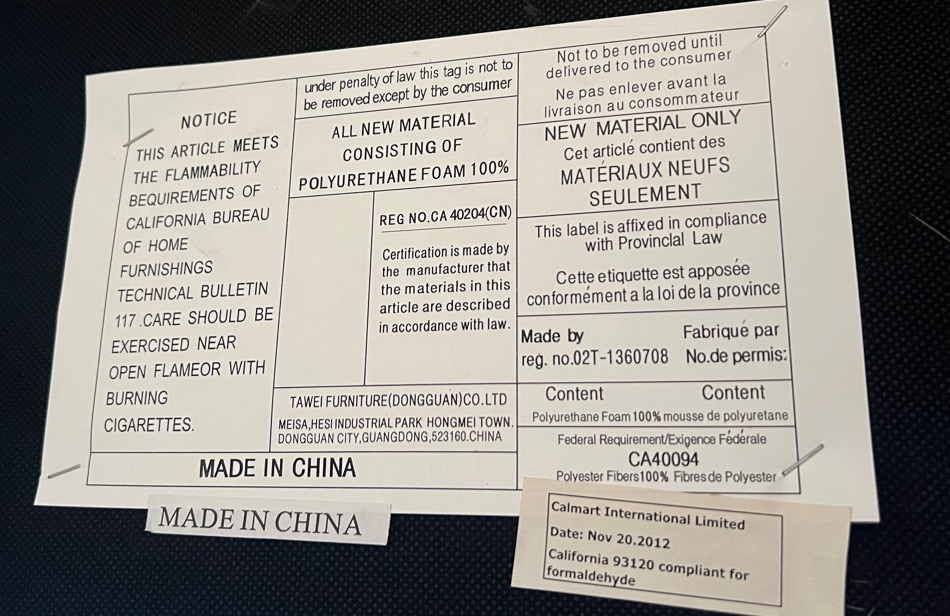 NOTICE
THIS ARTICLE MEETS
THE FLAMMABILITY
BEQUIREMENTS OF
CALIFORNIA BUREAU
OF HOME
FURNISHINGS
TECHNICAL BULLETIN
117 .CARE SHOULD BE
EXERCISED NEAR
OPEN FLAMEOR WITH
BURNING
CIGARETTES.
under penalty of law this tag is not to
be removed except by the consumer
ALL NEW MATERIAL
CONSISTING OF
POLYURETHANE FOAM 100%
REG NO.CA 40204(CN)
Certification is made by
the manufacturer that
the materials in this
article are described
in accordance with law.
TAWEI FURNITURE(DONGGUAN)CO.LTD
MEISA,HESI INDUSTRIAL PARK HONGMEI TOWN.
DONGGUAN CITY,GUANGDONG,523160.CHINA
MADE IN CHINA
Not to be removed until
delivered to the consumer
Ne pas enlever avant la
livraison au consommateur
NEW MATERIAL ONLY
Cet articlé contient des
MATÉRIAUX NEUFS
SEULEMENT
This label is affixed in compliance
with Provinclal Law
Cette etiquette est apposée
conformément a la loi de la province
Made by Fabriqué par
reg. no.02T-1360708 No.de permis:
Content Content
Polyurethane Foam 100% mousse de polyuretane
Federal Requirement/Exigence Fédérale
CA40094
Polyester Fibers100% Fibres de Polyester
MADE IN CHINA
Calmart International Limited
Date: Nov 20.2012
California 93120 compliant for
formaldehyde